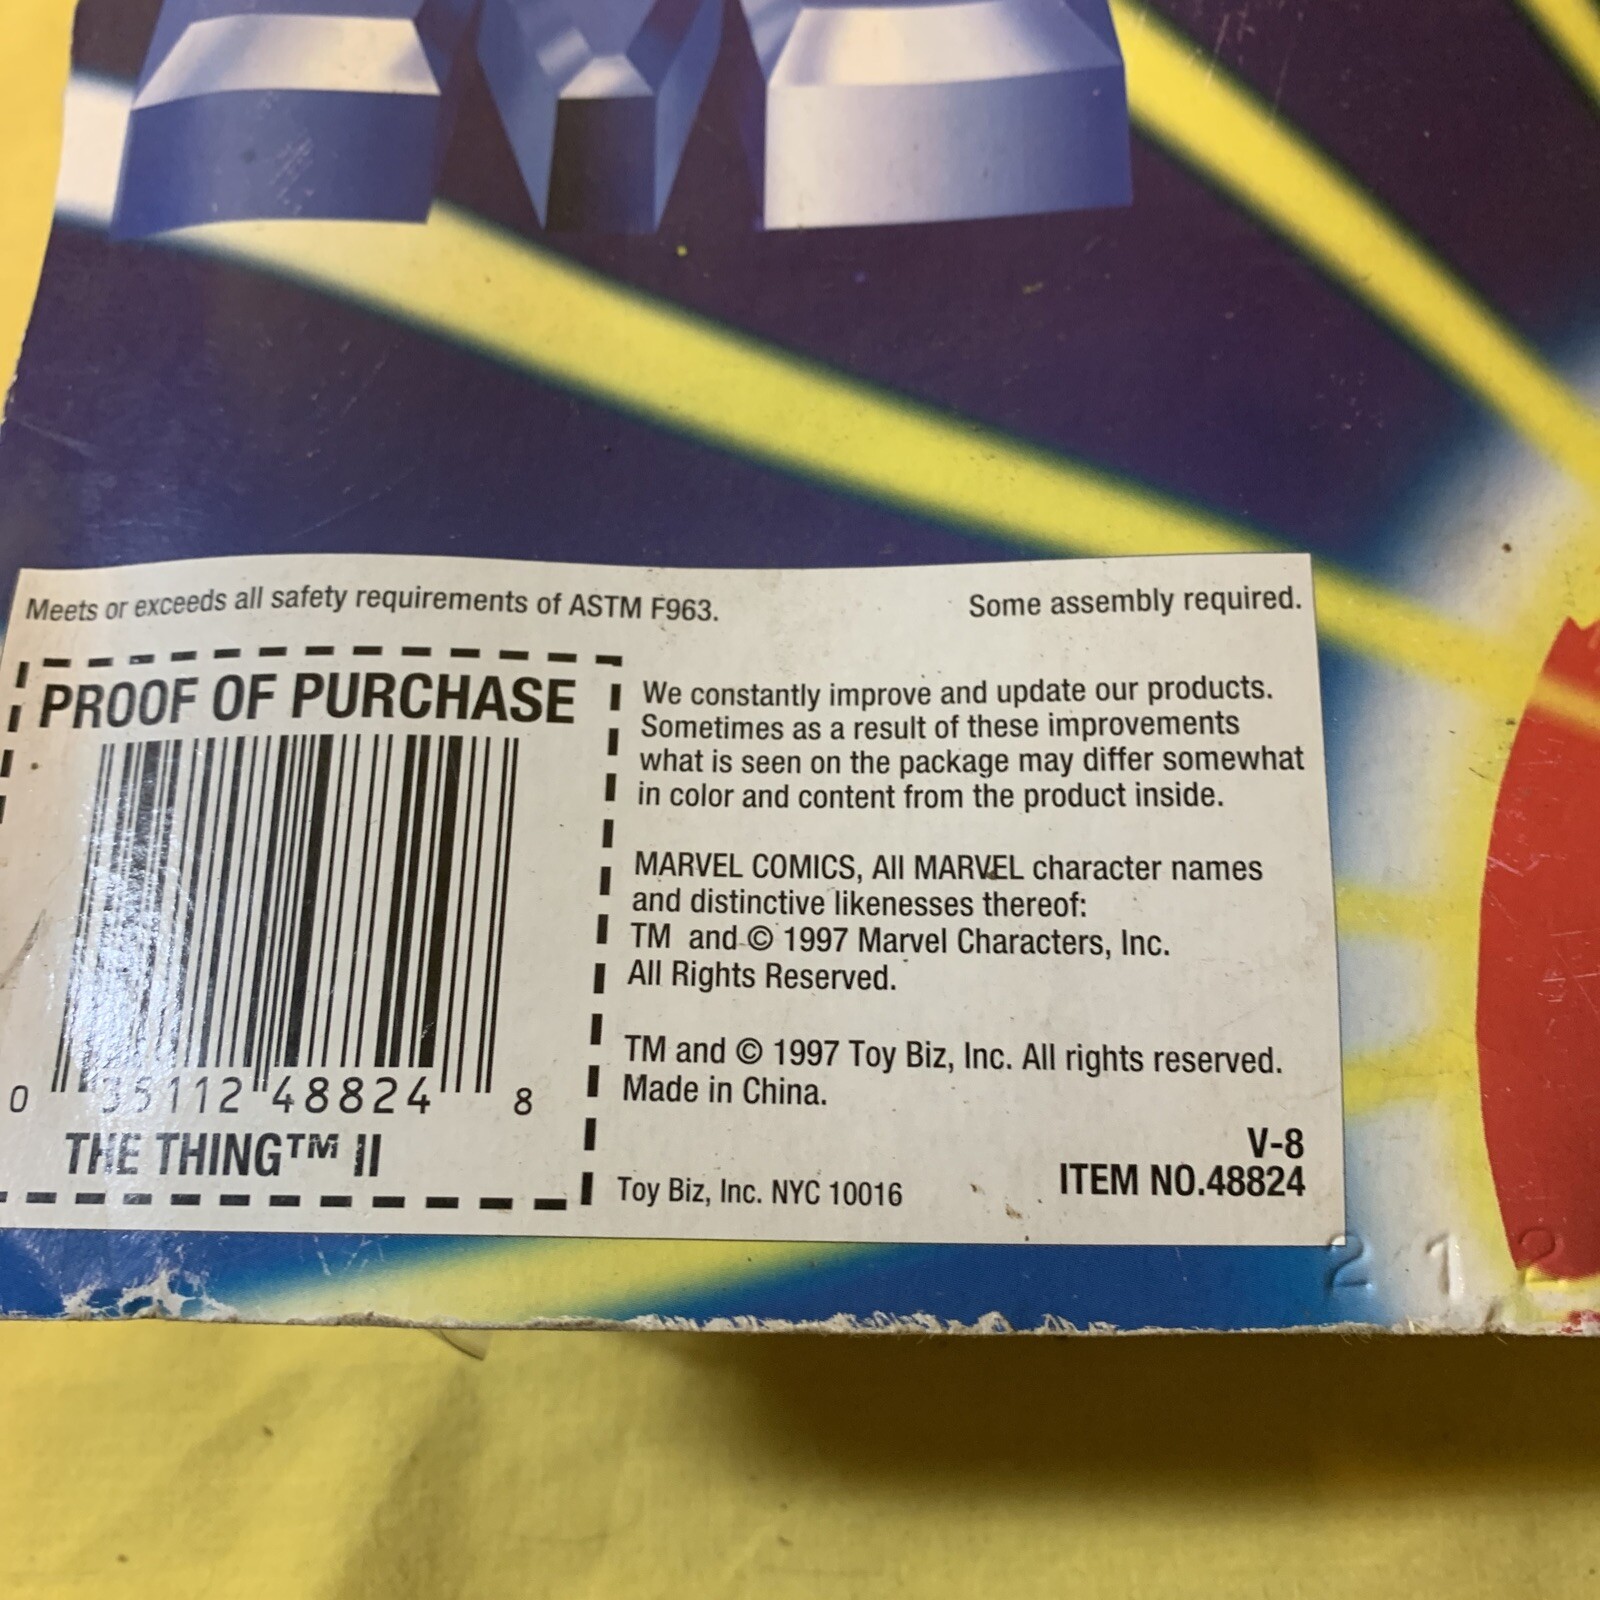 Meets or exceeds all safety requirements of ASTM F963.
Some assembly required.
PROOF OF PURCHASE
0 35112 48824 8
THE THING™ II
We constantly improve and update our products.
Sometimes as a result of these improvements
what is seen on the package may differ somewhat
in color and content from the product inside.
MARVEL COMICS, All MARVEL character names
and distinctive likenesses thereof:
TM and © 1997 Marvel Characters, Inc.
All Rights Reserved.
TM and © 1997 Toy Biz, Inc. All rights reserved.
Made in China.
V-8
Toy Biz, Inc. NYC 10016
ITEM NO.48824
2 1 2